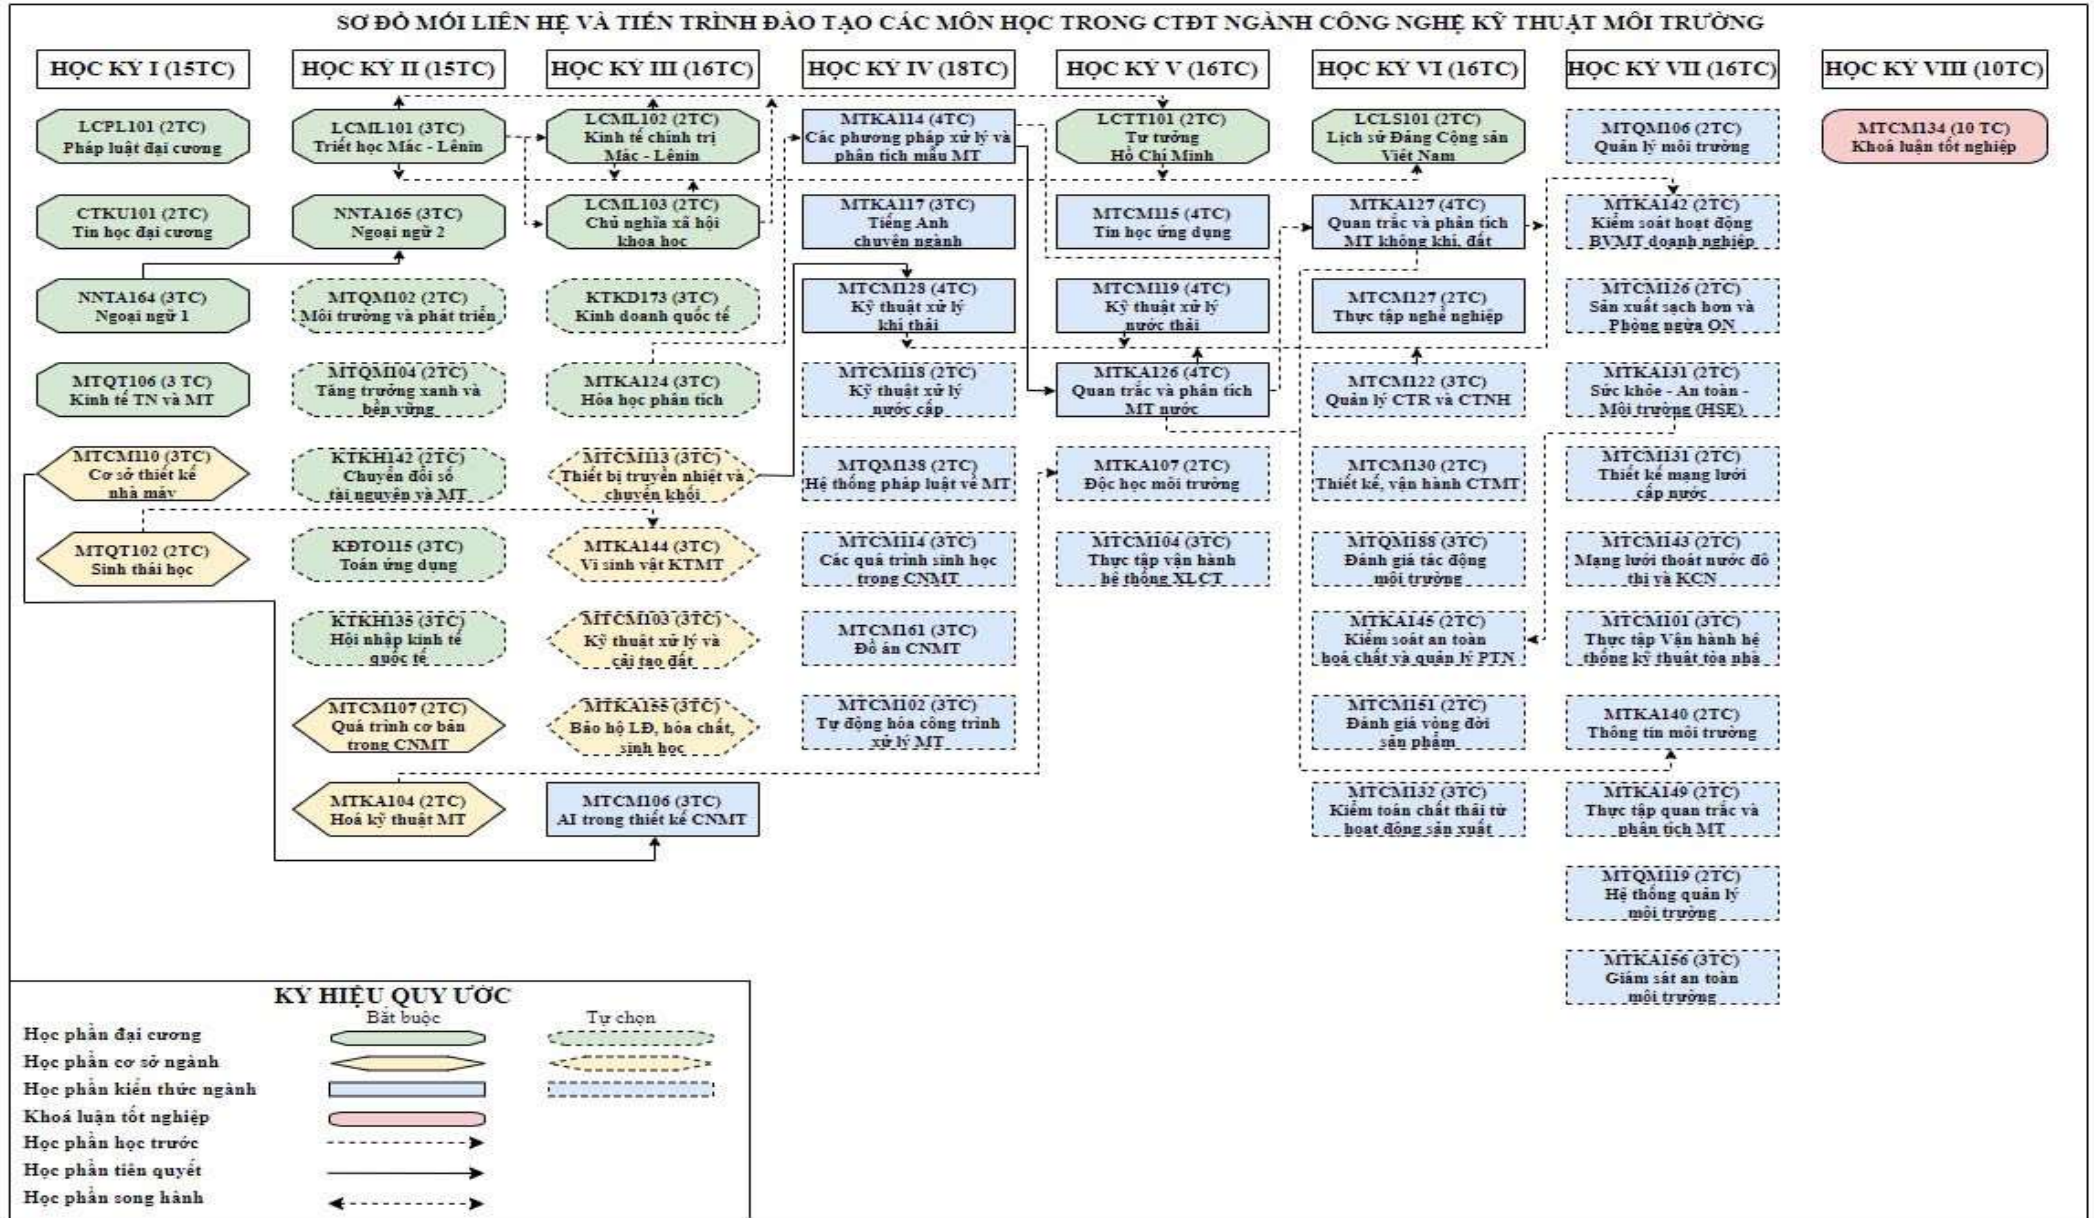 SƠ ĐỒ MỐI LIÊN HỆ VÀ TIẾN TRÌNH ĐÀO TẠO CÁC MÔN HỌC TRONG CTĐT NGÀNH CÔNG NGHỆ KỸ THUẬT MÔI TRƯỜNG
HỌC KỲ I (15TC)
LCPL101 (2TC)
Pháp luật đại cương
CTKU101 (2TC)
Tin học đại cương
NNTA164 (3TC)
Ngoại ngữ 1
MTQT106 (3 TC)
Kinh tế TN và MT
MTCM110 (3TC)
Cơ sở thiết kế
nhà máy
MTQT102 (2TC)
Sinh thái học
HỌC KỲ II (15TC)
LCML101 (3TC)
Triết học Mác - Lênin
NNTA165 (3TC)
Ngoại ngữ 2
MTQM102 (2TC)
Môi trường và phát triển
MTQM104 (2TC)
Tăng trưởng xanh và
bền vững
KTKH142 (2TC)
Chuyển đổi số
tài nguyên và MT
KĐTO115 (3TC)
Toán ứng dụng
KTKH135 (3TC)
Hội nhập kinh tế
quốc tế
MTCM107 (2TC)
Quá trình cơ bản
trong CNMT
MTKA104 (2TC)
Hoá kỹ thuật MT
HỌC KỲ III (16TC)
LCML102 (2TC)
Kinh tế chính trị
Mác - Lênin
LCML103 (2TC)
Chủ nghĩa xã hội
khoa học
KTKD173 (3TC)
Kinh doanh quốc tế
MTKA124 (3TC)
Hóa học phân tích
MTCM113 (3TC)
Thiết bị truyền nhiệt và
chuyển khối
MTKA144 (3TC)
Vi sinh vật KTMT
MTCM103 (3TC)
Kỹ thuật xử lý và
cải tạo đất
MTKA155 (3TC)
Bảo hộ LĐ, hóa chất,
sinh học
MTCM106 (3TC)
AI trong thiết kế CNMT
HỌC KỲ IV (18TC)
MTKA114 (4TC)
Các phương pháp xử lý và
phân tích mẫu MT
MTKA117 (3TC)
Tiếng Anh
chuyên ngành
MTCM128 (4TC)
Kỹ thuật xử lý
khí thải
MTCM118 (2TC)
Kỹ thuật xử lý
nước cấp
MTQM138 (2TC)
Hệ thống pháp luật về MT
MTCM114 (3TC)
Các quá trình sinh học
trong CNMT
MTCM161 (3TC)
Đồ án CNMT
MTCM102 (3TC)
Tự động hóa công trình
xử lý MT
HỌC KỲ V (16TC)
LCTT101 (2TC)
Tư tưởng
Hồ Chí Minh
MTCM115 (4TC)
Tin học ứng dụng
MTCM119 (4TC)
Kỹ thuật xử lý
nước thải
MTKA126 (4TC)
Quan trắc và phân tích
MT nước
MTKA107 (2TC)
Độc học môi trường
MTCM104 (3TC)
Thực tập vận hành
hệ thống XLCT
HỌC KỲ VI (16TC)
LCLS101 (2TC)
Lịch sử Đảng Cộng sản
Việt Nam
MTKA127 (4TC)
Quan trắc và phân tích
MT không khí, đất
MTCM127 (2TC)
Thực tập nghề nghiệp
MTCM122 (3TC)
Quản lý CTR và CTNH
MTCM130 (2TC)
Thiết kế, vận hành CTMT
MTQM188 (3TC)
Đánh giá tác động
môi trường
MTKA145 (2TC)
Kiểm soát an toàn
hoá chất và quản lý PTN
MTCM151 (2TC)
Đánh giá vòng đời
sản phẩm
MTCM132 (3TC)
Kiểm toán chất thải từ
hoạt động sản xuất
HỌC KỲ VII (16TC)
MTQM106 (2TC)
Quản lý môi trường
MTKA142 (2TC)
Kiểm soát hoạt động
BVMT doanh nghiệp
MTCM126 (2TC)
Sản xuất sạch hơn và
Phòng ngừa ON
MTKA131 (2TC)
Sức khỏe - An toàn -
Môi trường (HSE)
MTCM131 (2TC)
Thiết kế mạng lưới
cấp nước
MTCM143 (2TC)
Mạng lưới thoát nước đô
thị và KCN
MTCM101 (3TC)
Thực tập Vận hành hệ
thống kỹ thuật tòa nhà
MTKA140 (2TC)
Thông tin môi trường
MTKA149 (2TC)
Thực tập quan trắc và
phân tích MT
MTQM119 (2TC)
Hệ thống quản lý
môi trường
MTKA156 (3TC)
Giám sát an toàn
môi trường
HỌC KỲ VIII (10TC)
MTCM134 (10 TC)
Khoá luận tốt nghiệp
KÝ HIỆU QUY ƯỚC
Bắt buộc
Tự chọn
Học phần đại cương
Học phần cơ sở ngành
Học phần kiến thức ngành
Khoá luận tốt nghiệp
Học phần học trước
Học phần tiên quyết
Học phần song hành